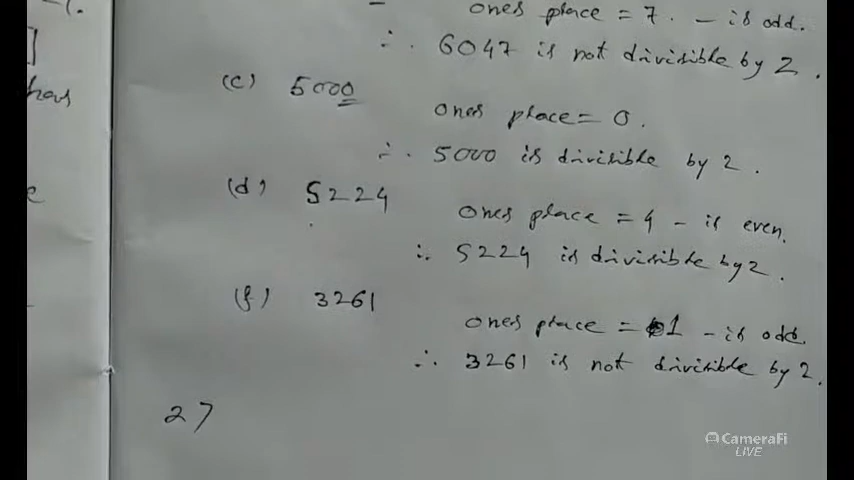 ones place = 7. – is odd.
∴ 6047 is not divisible by 2.
(c) 5000
ones place = 0.
∴ 5000 is divisible by 2.
(d) 5224
ones place = 4 – is even.
∴ 5224 is divisible by 2.
(f) 3261
ones place = 1 – is odd.
∴ 3261 is not divisible by 2.
27
CameraFi
LIVE